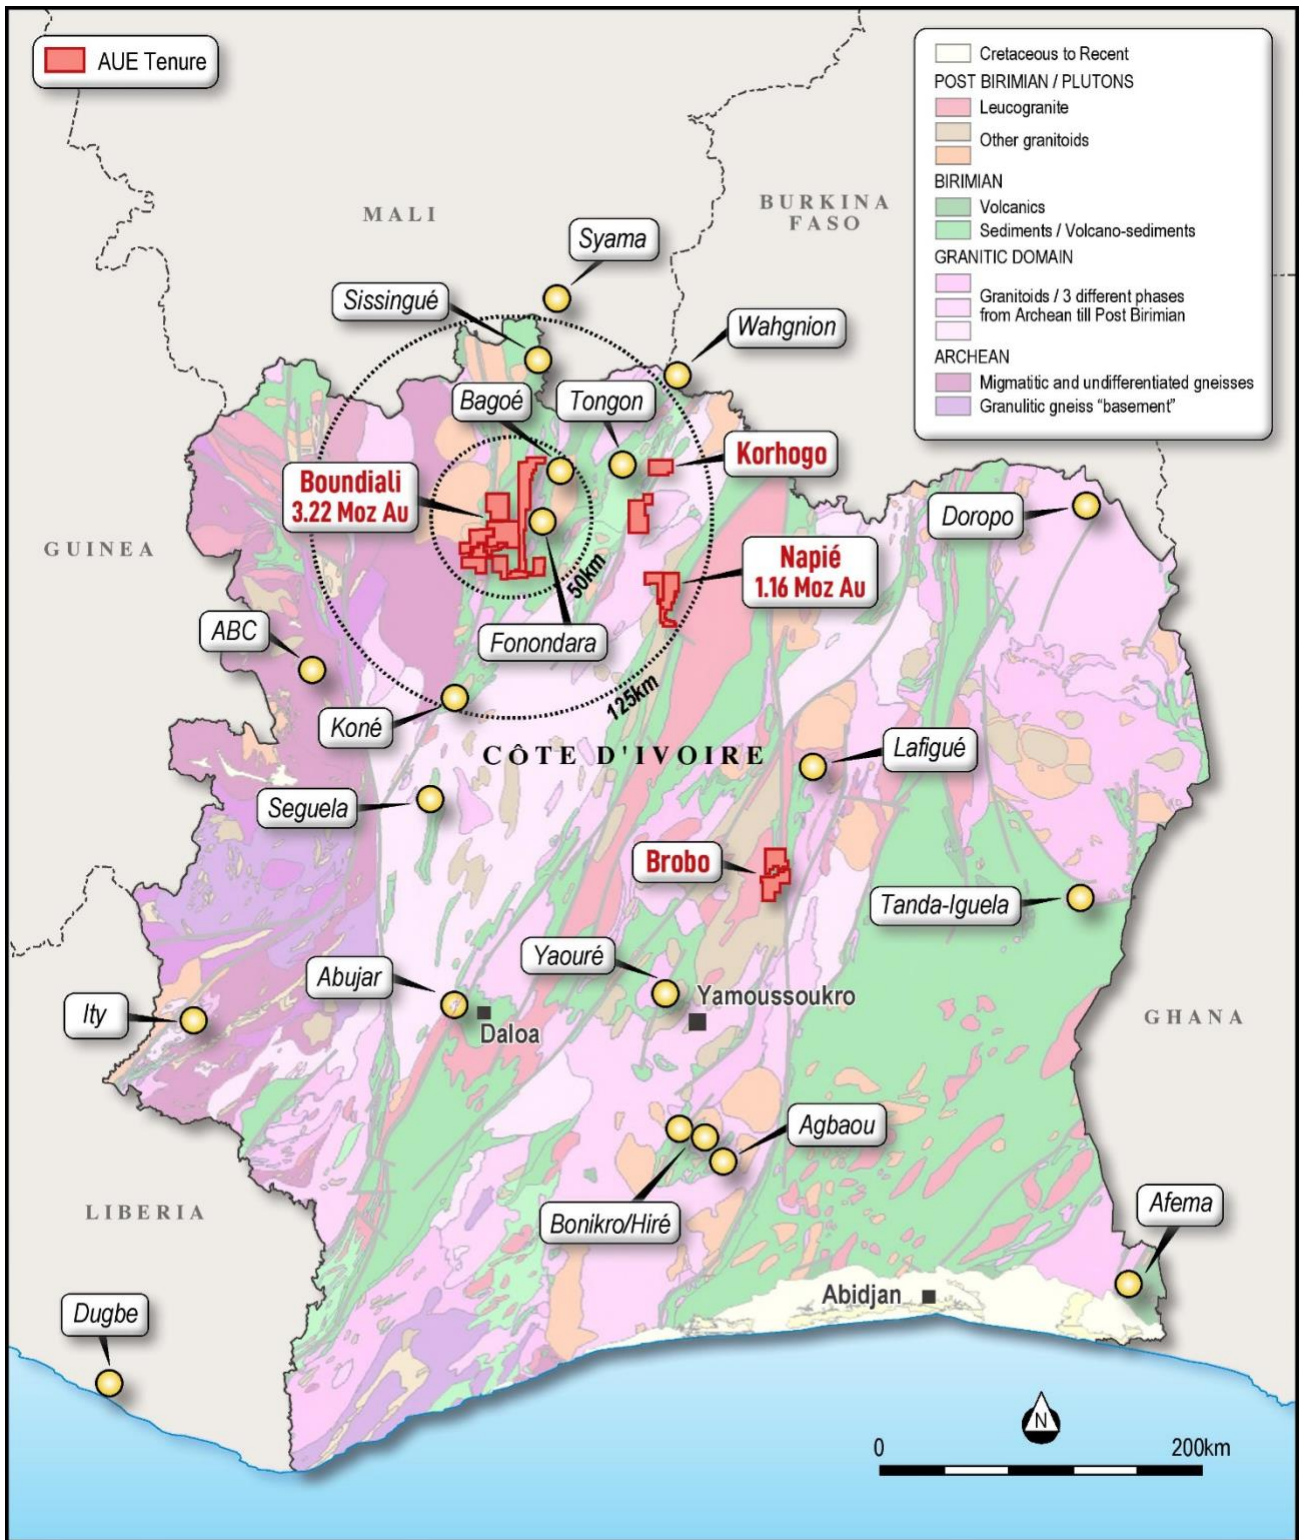 AUE Tenure
Cretaceous to Recent
POST BIRIMIAN / PLUTONS
Leucogranite
Other granitoids
BIRIMIAN
Volcanics
Sediments / Volcano-sediments
GRANITIC DOMAIN
Granitoids / 3 different phases
from Archean till Post Birimian
ARCHEAN
Migmatitic and undifferentiated gneisses
Granulitic gneiss "basement"
MALI
BURKINA
FASO
Syama
Sissingué
Wahgnion
Bagoé
Tongon
Korhogo
Boundiali
3.22 Moz Au
Doropo
GUINEA
Napié
1.16 Moz Au
50km
ABC
Fonondara
125km
Koné
CÔTE D'IVOIRE
Lafigué
Seguela
Brobo
Tanda-Iguela
Yaouré
Abujar
Yamoussoukro
Ity
Daloa
GHANA
Agbaou
LIBERIA
Bonikro/Hiré
Afema
Abidjan
Dugbe
N
0
200km